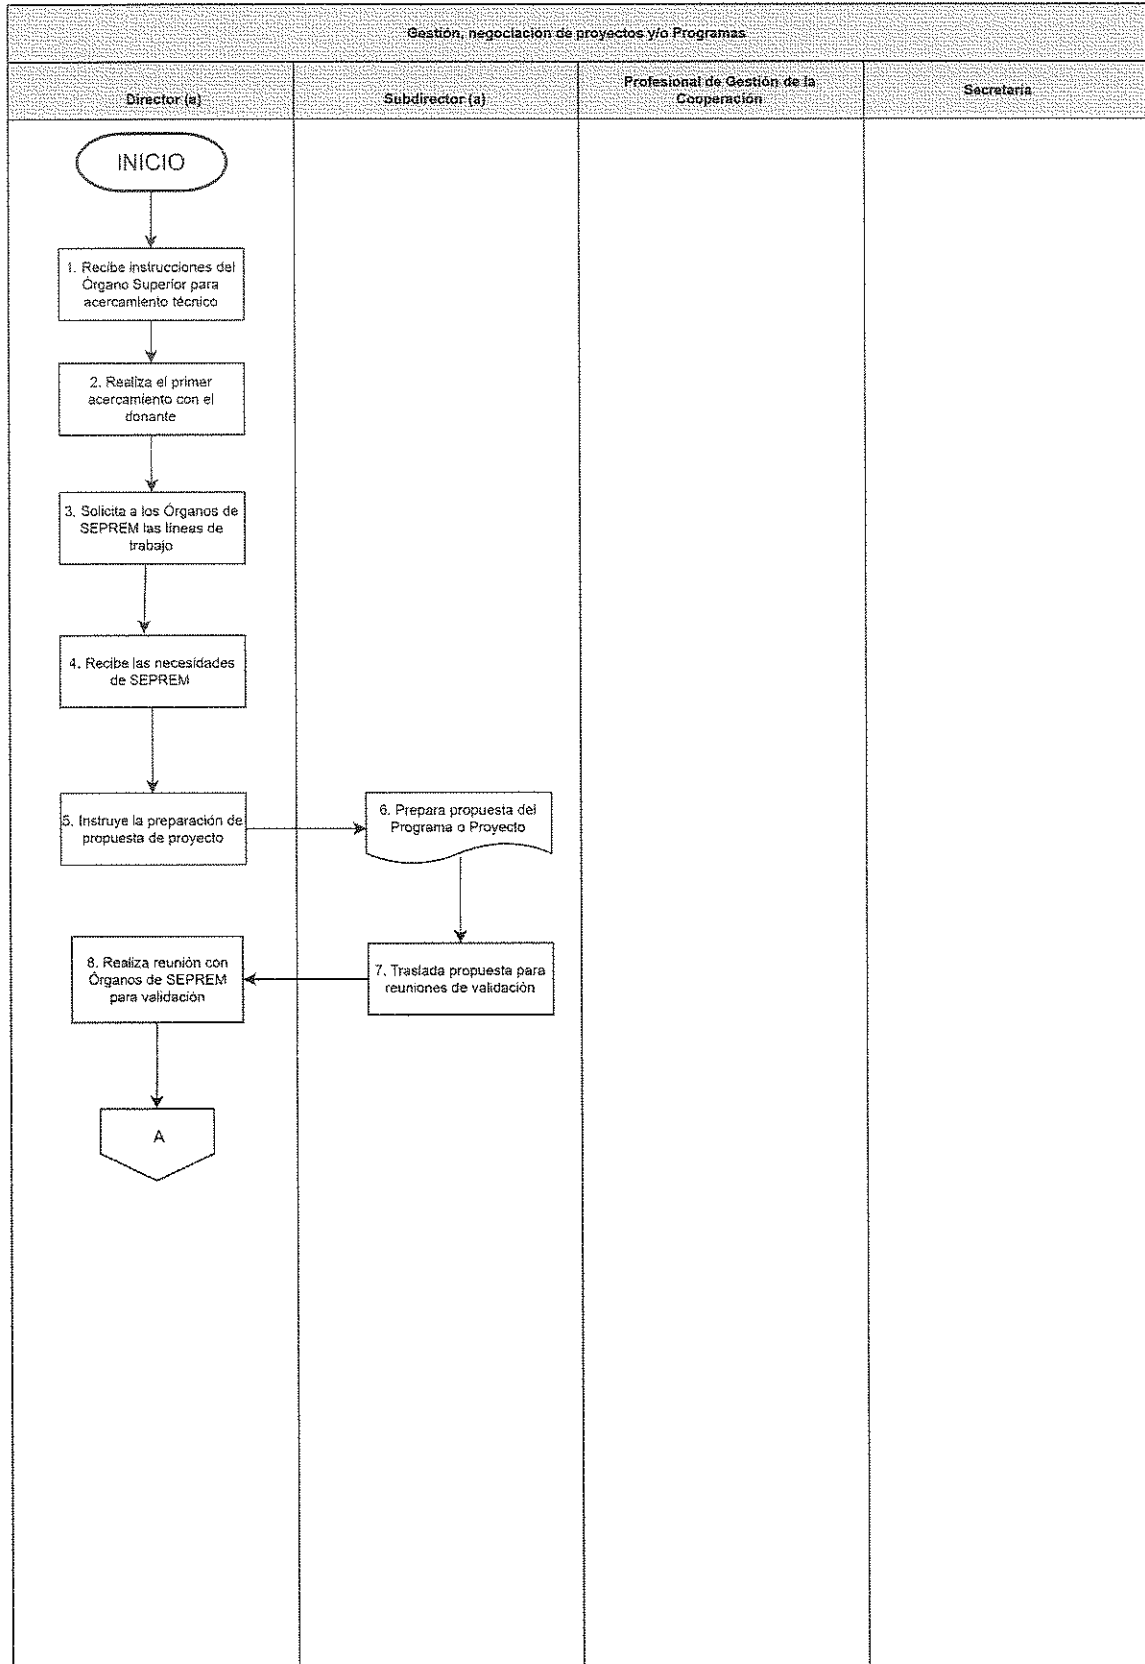 Gestión, negociación de proyectos y/o Programas
Director (a)
Subdirector (a)
Profesional de Gestión de la
Cooperación
Secretaria
INICIO
1. Recibe instrucciones del
Órgano Superior para
acercamiento técnico
2. Realiza el primer
acercamiento con el
donante
3. Solicita a los Órganos de
SEPREM las líneas de
trabajo
4. Recibe las necesidades
de SEPREM
5. Instruye la preparación de
propuesta de proyecto
6. Prepara propuesta del
Programa o Proyecto
7. Traslada propuesta para
reuniones de validación
8. Realiza reunión con
Órganos de SEPREM
para validación
A